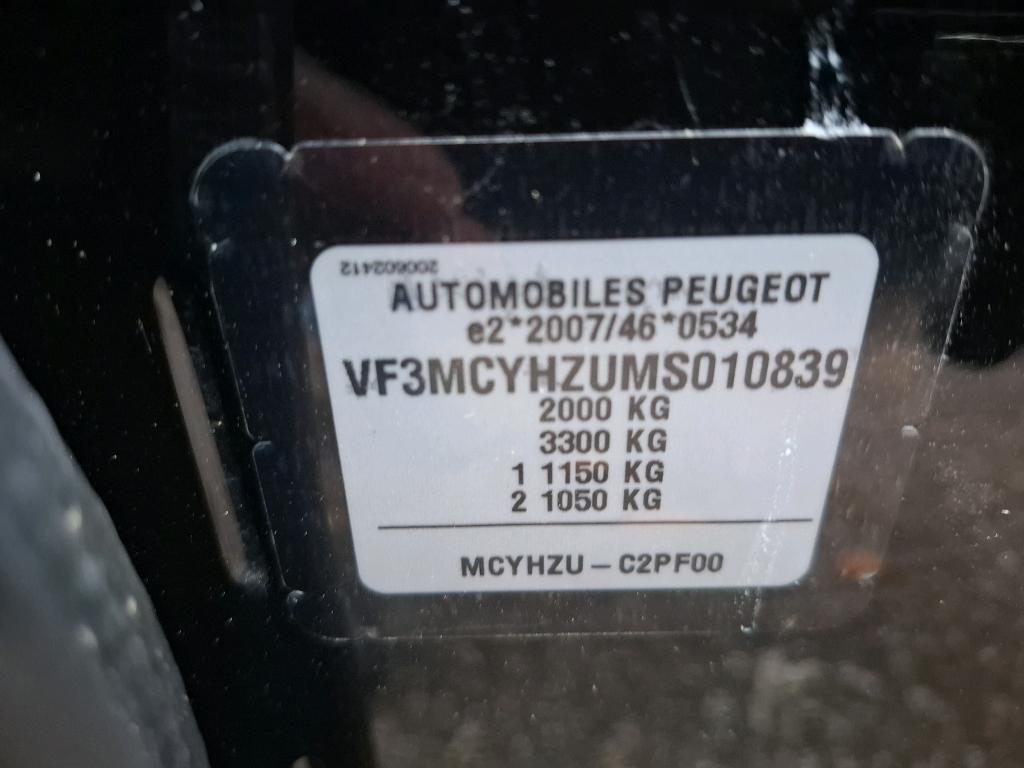 200602412
AUTOMOBILES PEUGEOT
e2*2007/46*0534
VF3MCYHZUMS010839
2000 KG
3300 KG
1 1150 KG
2 1050 KG
MCYHZU – C2PF00